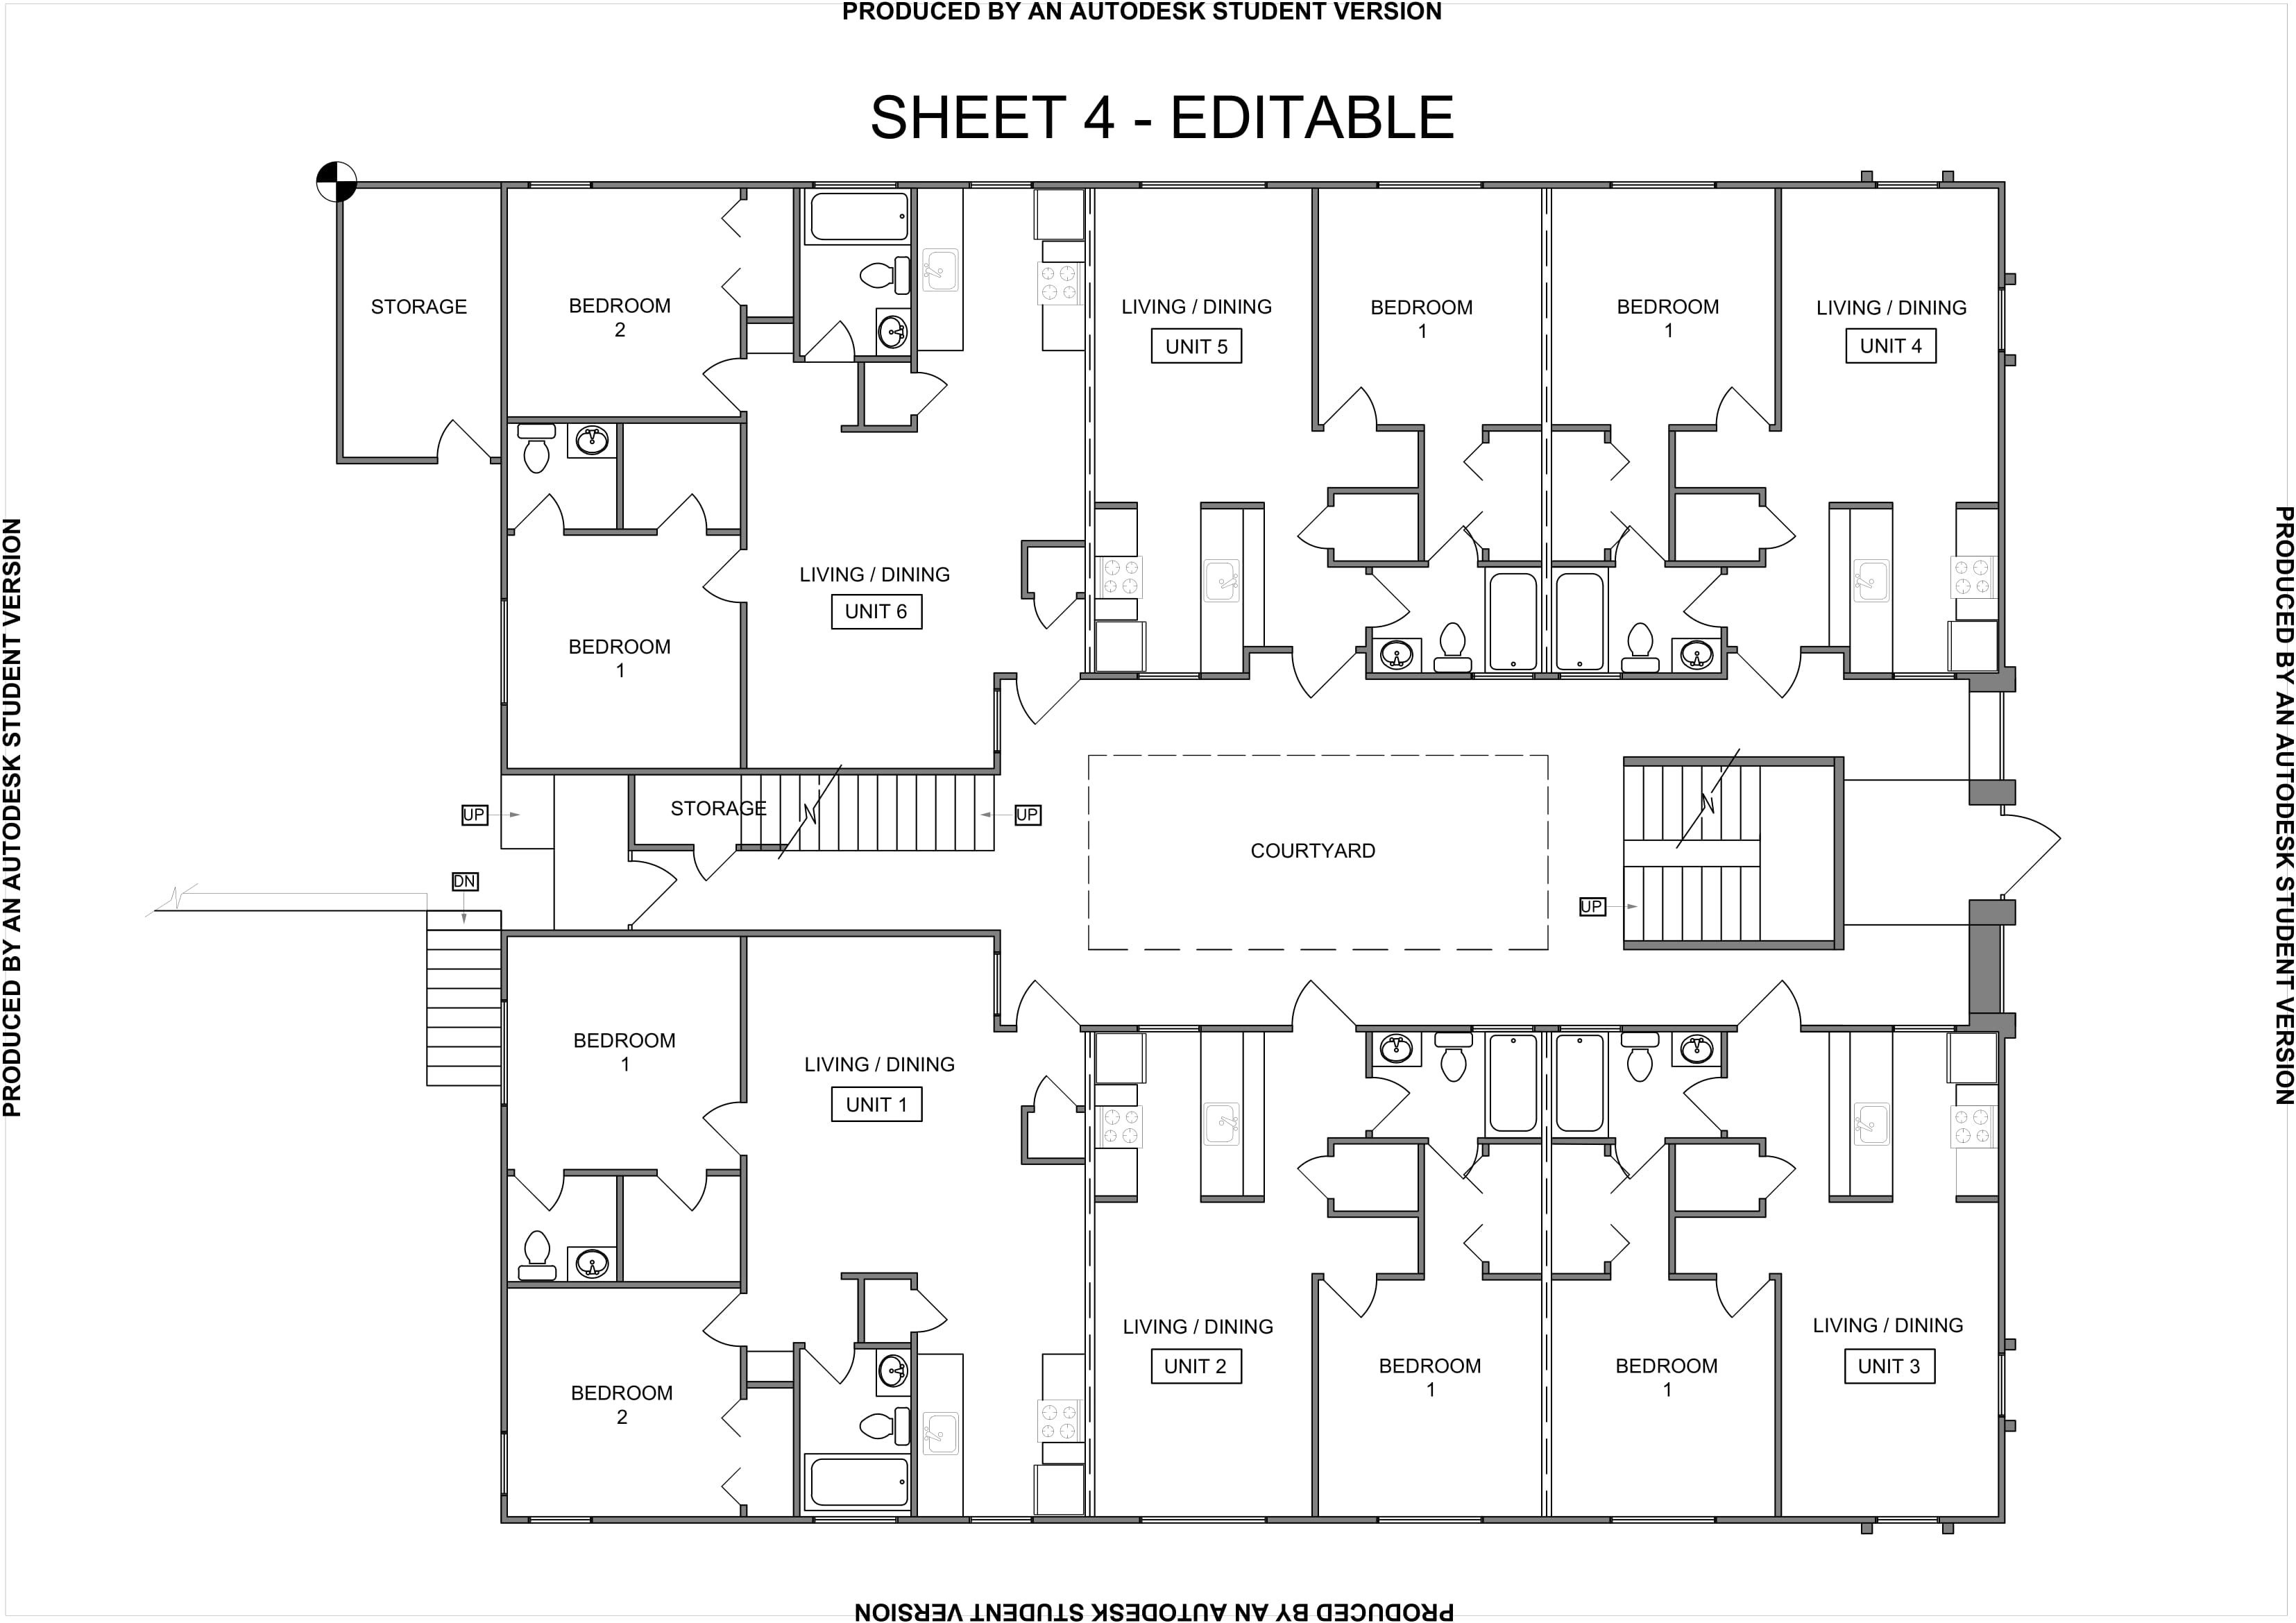 PRODUCED BY AN AUTODESK STUDENT VERSION
SHEET 4 - EDITABLE
STORAGE
BEDROOM
2
LIVING / DINING
UNIT 5
BEDROOM
1
BEDROOM
1
LIVING / DINING
UNIT 4
LIVING / DINING
UNIT 6
BEDROOM
1
UP
STORAGE
UP
COURTYARD
DN
UP
BEDROOM
1
LIVING / DINING
UNIT 1
BEDROOM
2
LIVING / DINING
UNIT 2
BEDROOM
1
BEDROOM
1
LIVING / DINING
UNIT 3
PRODUCED BY AN AUTODESK STUDENT VERSION
PRODUCED BY AN AUTODESK STUDENT VERSION
PRODUCED BY AN AUTODESK STUDENT VERSION